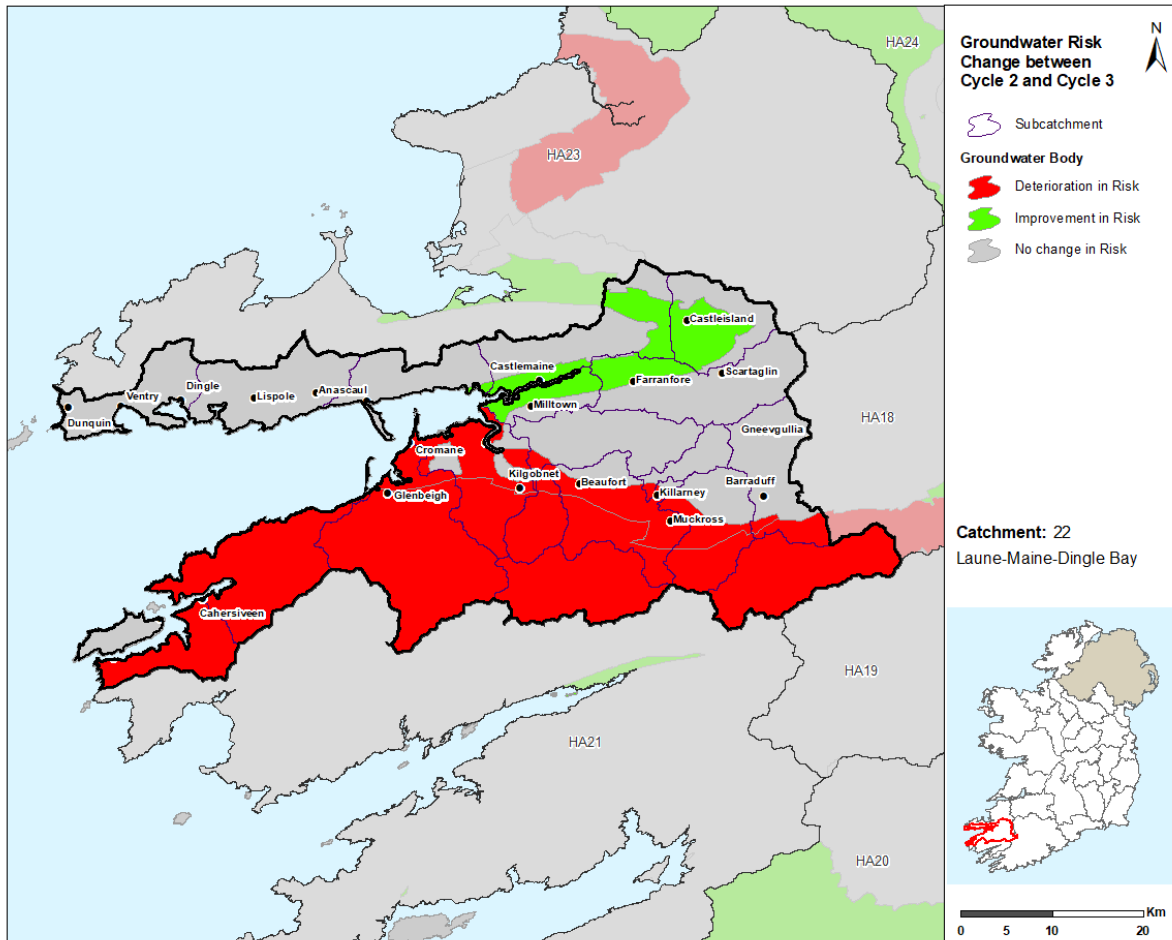 HA24
HA23
Castleisland
Castlemaine
Scartaglin
Farranfore
Dingle
Anascaul
Ventry
Lispole
Milltown
Dunquin
HA18
Gneevgullia
Cromane
Kilgobnet
Beaufort
Barraduff
Glenbeigh
Killarney
Muckross
Cahersiveen
HA19
HA21
HA20
Groundwater Risk
Change between
Cycle 2 and Cycle 3
N
Subcatchment
Groundwater Body
Deterioration in Risk
Improvement in Risk
No change in Risk
Catchment: 22
Laune-Maine-Dingle Bay
Km
0 5 10 20